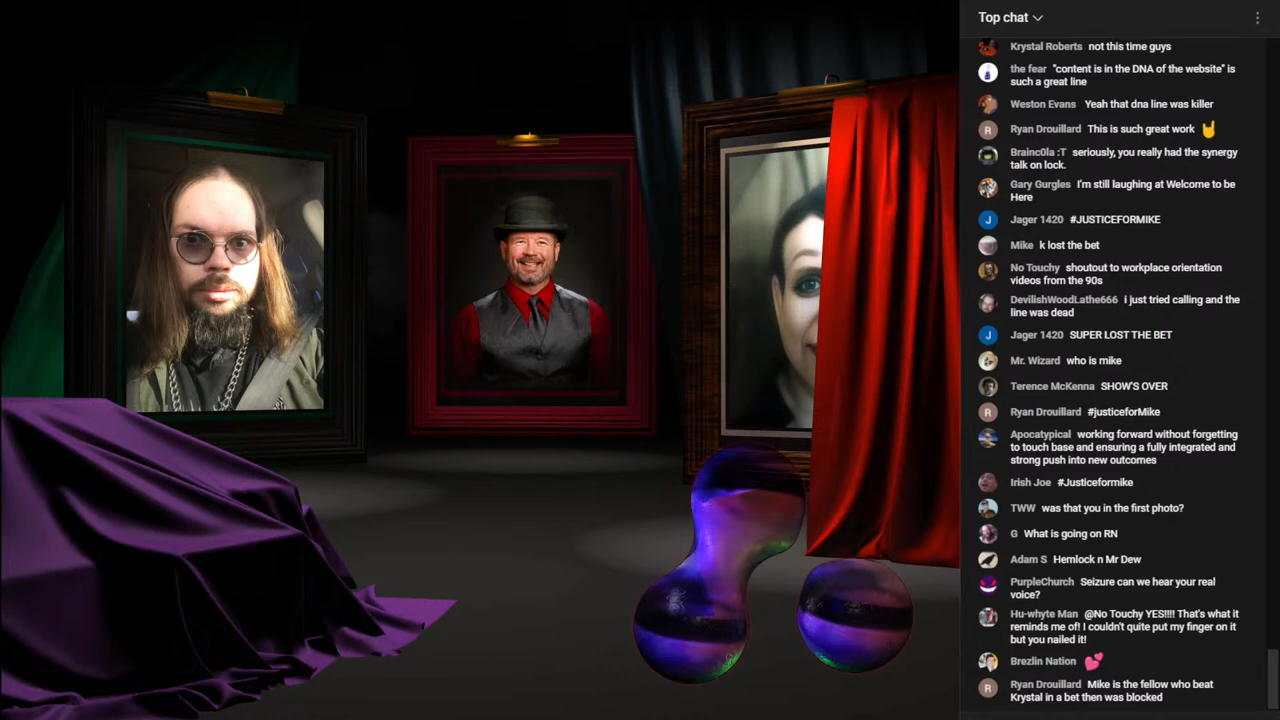 Top chat
Krystal Roberts not this time guys
the fear "content is in the DNA of the website" is
such a great line
Weston Evans Yeah that dna line was killer
R
Ryan Drouillard This is such great work
Brainc0la :T seriously, you really had the synergy
talk on lock.
Gary Gurgles I'm still laughing at Welcome to be
Here
J
Jager 1420 #JUSTICEFORMIKE
Mike k lost the bet
No Touchy shoutout to workplace orientation
videos from the 90s
DevilishWoodLathe666 i just tried calling and the
line was dead
J
Jager 1420 SUPER LOST THE BET
Mr. Wizard who is mike
Terence McKenna SHOW'S OVER
R
Ryan Drouillard #justiceforMike
Apocatypical working forward without forgetting
to touch base and ensuring a fully integrated and
strong push into new outcomes
Irish Joe #Justiceformike
TWW was that you in the first photo?
G What is going on RN
Adam S Hemlock n Mr Dew
PurpleChurch Seizure can we hear your real
voice?
Hu-whyte Man @No Touchy YES!!!! That's what it
reminds me of! I couldn't quite put my finger on it
but you nailed it!
Brezlin Nation 💕
R
Ryan Drouillard Mike is the fellow who beat
Krystal in a bet then was blocked